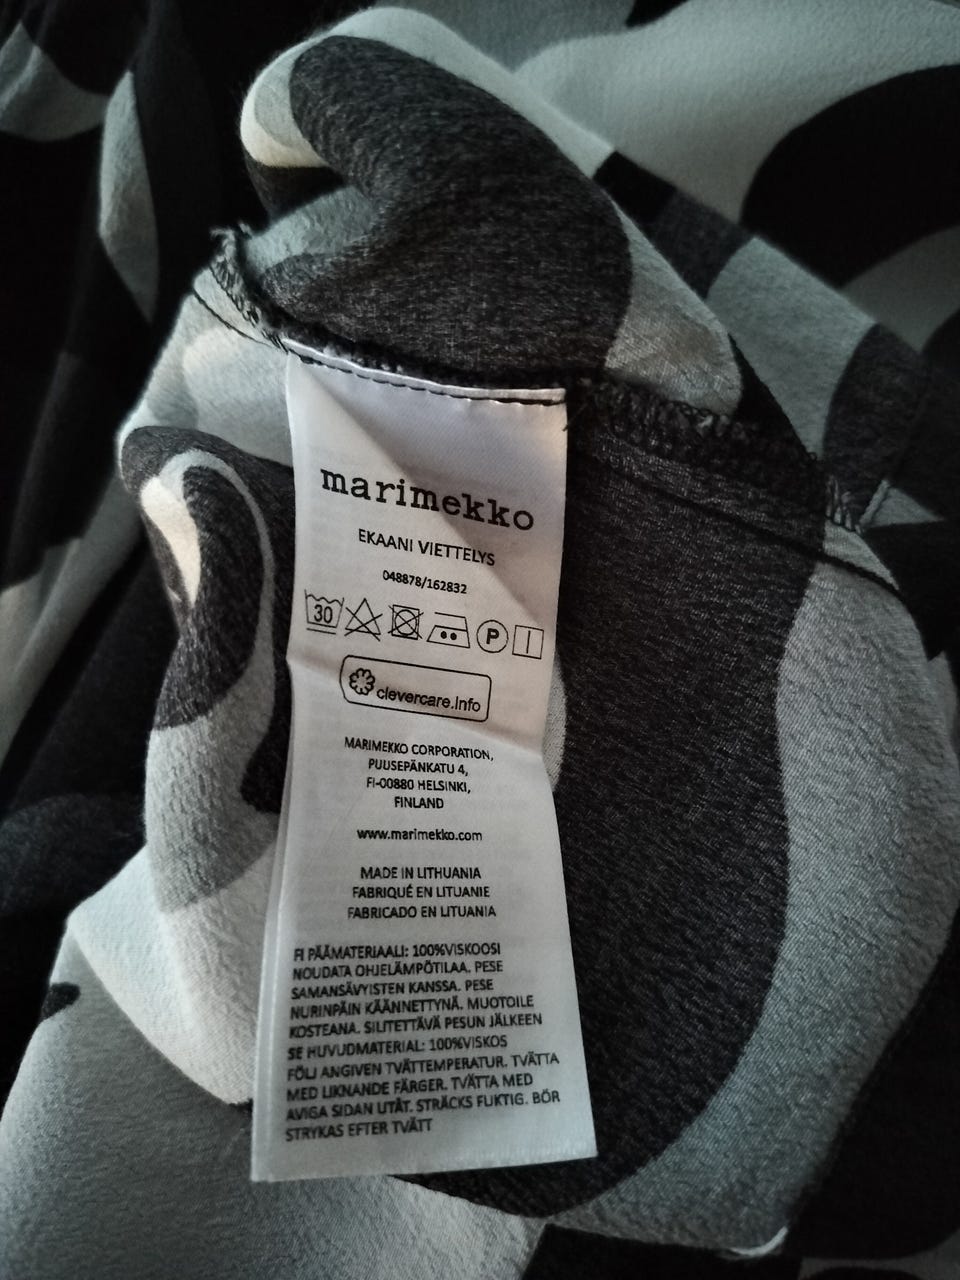 marimekko
EKAANI VIETTELYS
048878/162832
30 P
clevercare.info
MARIMEKKO CORPORATION,
PUUSEPÄNKATU 4,
FI-00880 HELSINKI,
FINLAND
www.marimekko.com
MADE IN LITHUANIA
FABRIQUÉ EN LITUANIE
FABRICADO EN LITUANIA
FI PÄÄMATERIAALI: 100%VISKOOSI
NOUDATA OHJELÄMPÖTILAA. PESE
SAMANSÄVYISTEN KANSSA. PESE
NURINPÄIN KÄÄNNETTYNÄ. MUOTOILE
KOSTEANA. SILITETTÄVÄ PESUN JÄLKEEN
SE HUVUDMATERIAL: 100%VISKOS
FÖLJ ANGIVEN TVÄTTEMPERATUR. TVÄTTA
MED LIKNANDE FÄRGER. TVÄTTA MED
AVIGA SIDAN UTÅT. STRÄCKS FUKTIG. BÖR
STRYKAS EFTER TVÄTT